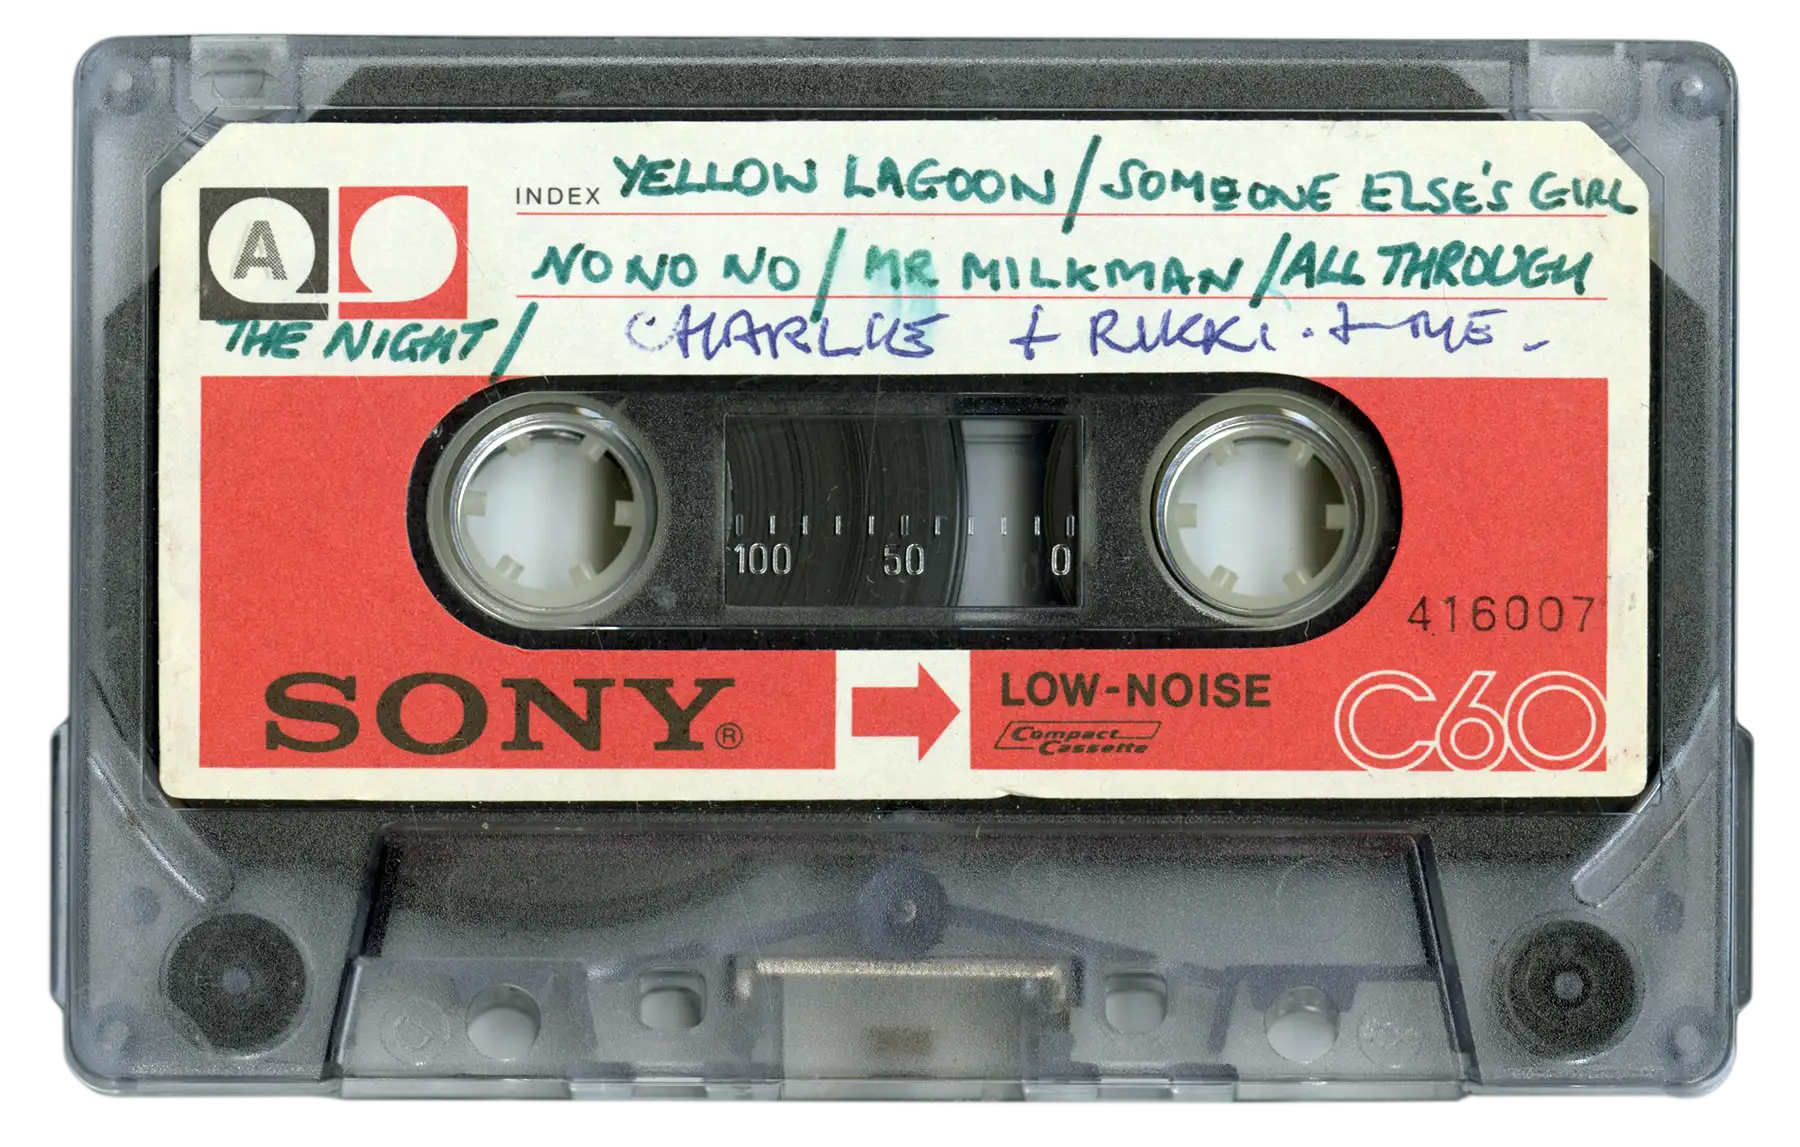 A
INDEX YELLOW LAGOON / SOMEONE ELSE'S GIRL
NO NO NO / MR MILKMAN / ALL THROUGH
THE NIGHT / CHARLIE + RIKKI. + ME.
100 50 0
416007
SONY®
LOW-NOISE
Compact
Cassette
C60